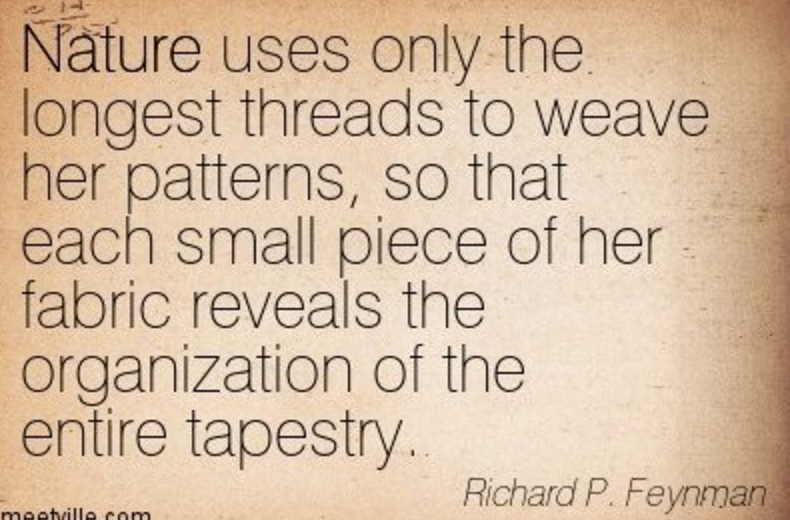 Nature uses only the
longest threads to weave
her patterns, so that
each small piece of her
fabric reveals the
organization of the
entire tapestry.
Richard P. Feynman
meetville.com